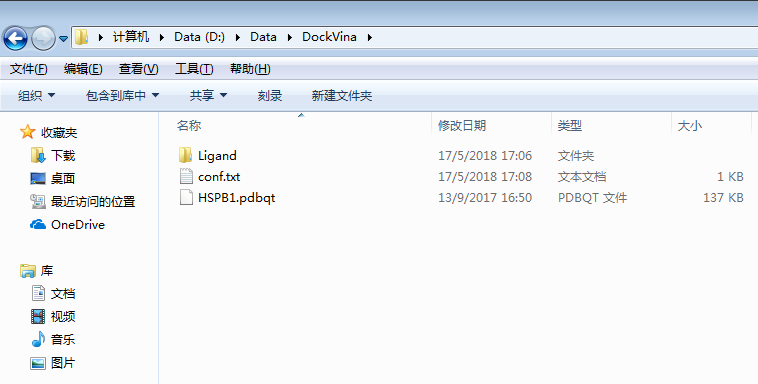 计算机 Data (D:) Data DockVina
文件(F) 编辑(E) 查看(V) 工具(T) 帮助(H)
组织 包含到库中 共享 刻录 新建文件夹
名称 修改日期 类型 大小
Ligand 17/5/2018 17:06 文件夹
conf.txt 17/5/2018 17:08 文本文档 1 KB
HSPB1.pdbqt 13/9/2017 16:50 PDBQT 文件 137 KB
收藏夹
下载
桌面
最近访问的位置
OneDrive
库
文档
视频
音乐
图片